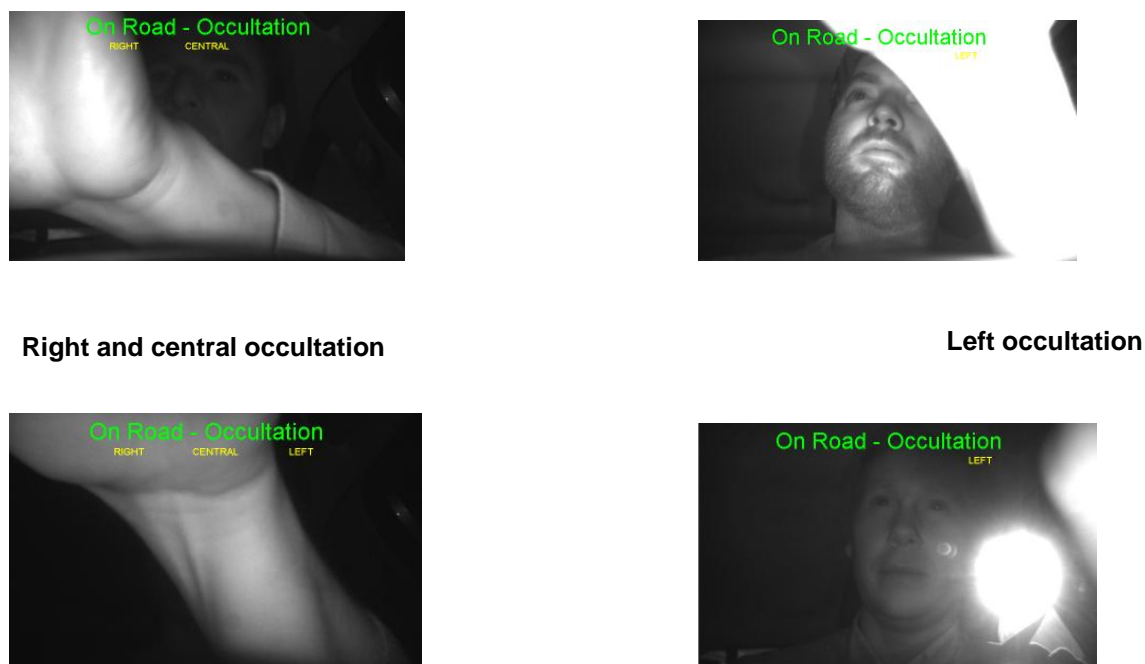 On Road - Occultation
RIGHT CENTRAL
On Road - Occultation
LEFT
Right and central occultation
Left occultation
On Road - Occultation
RIGHT CENTRAL LEFT
On Road - Occultation
LEFT